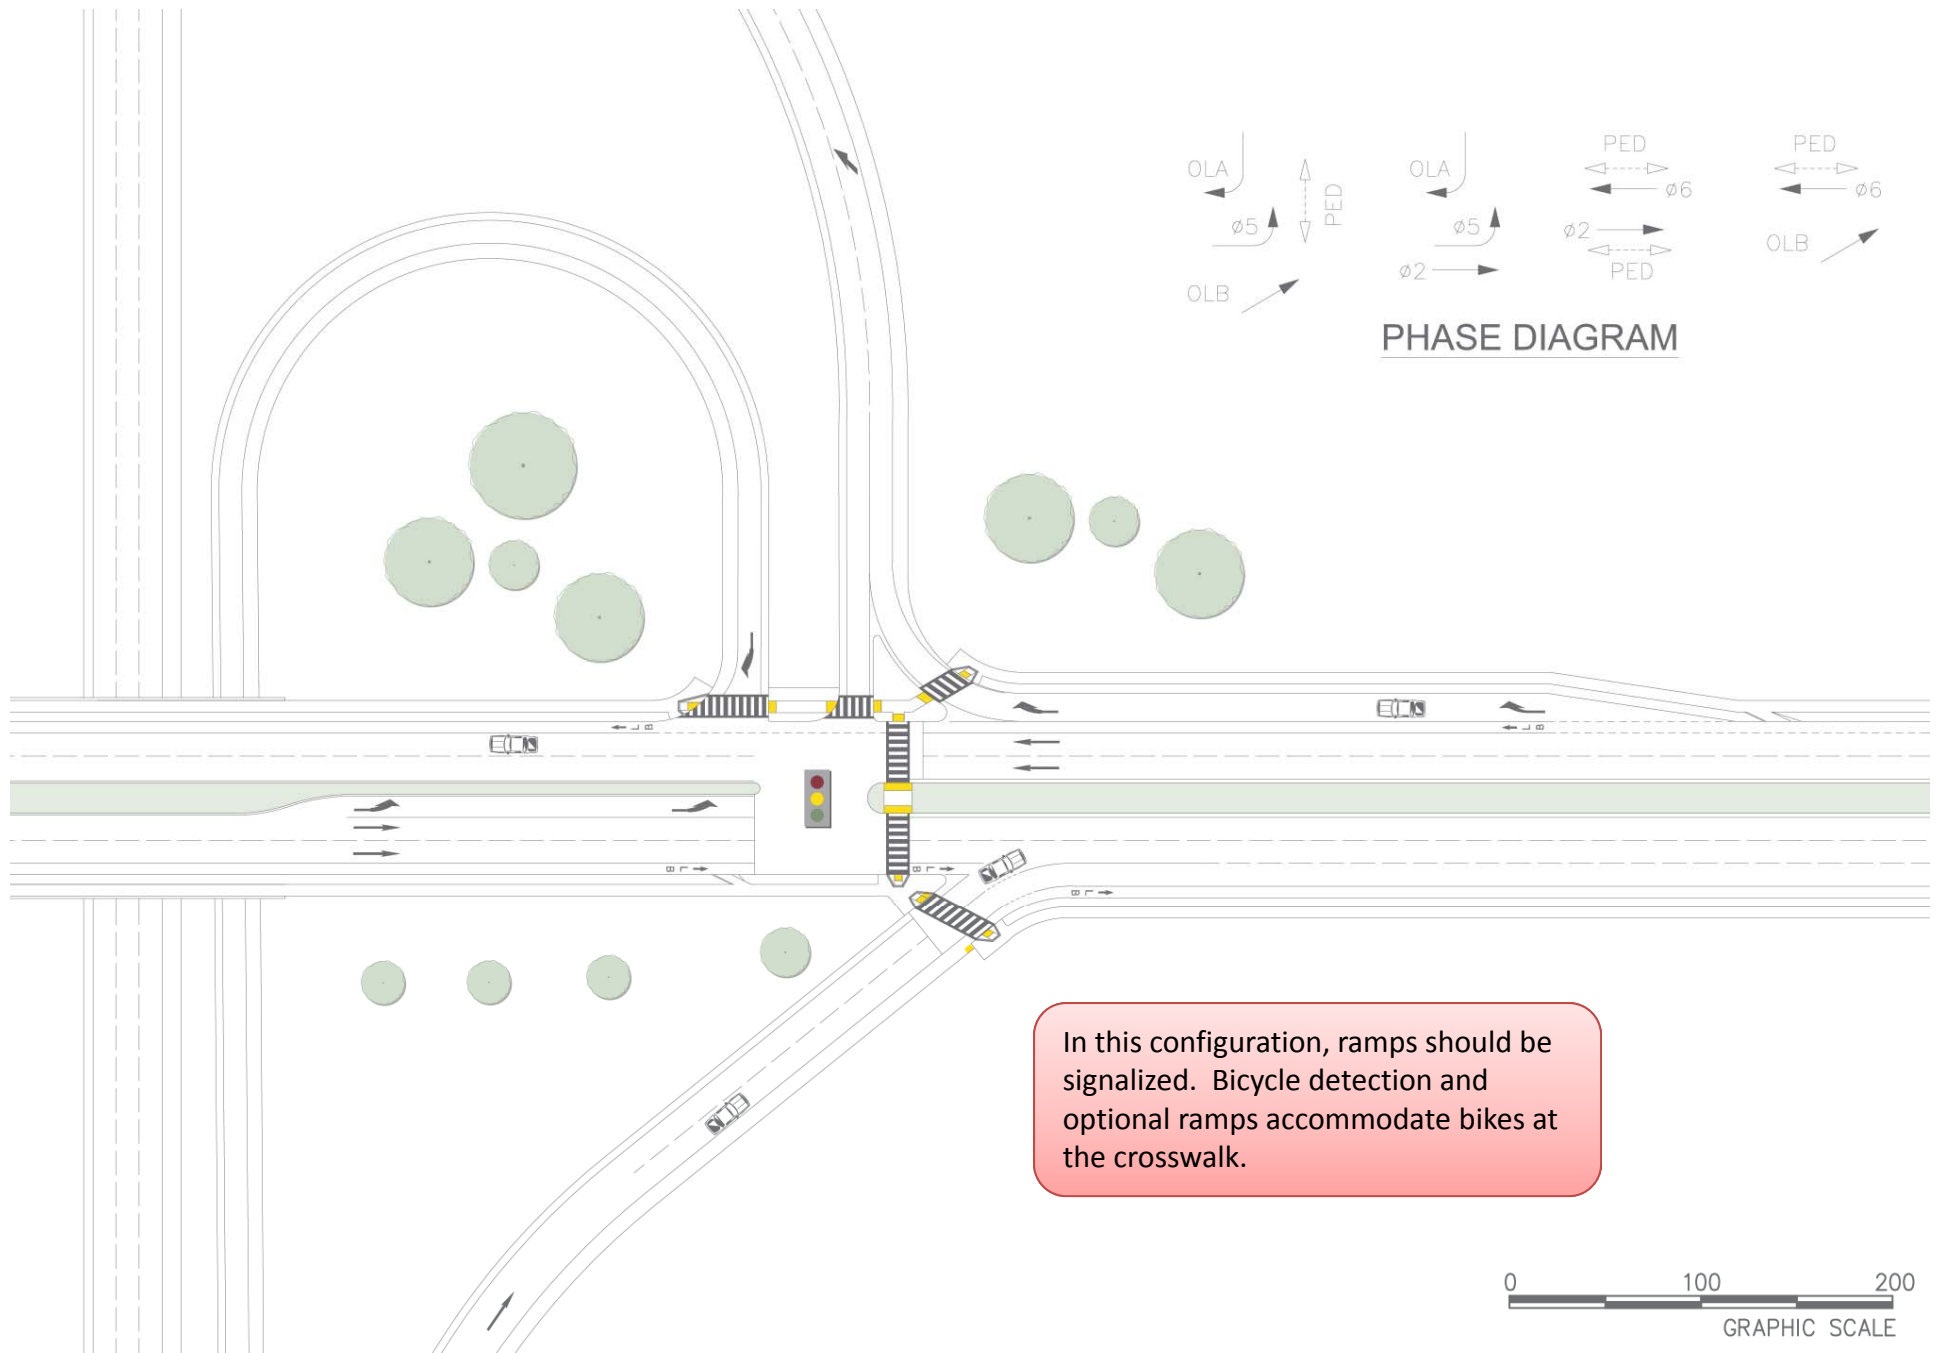 PED
PED
OLA
OLA
ø6
ø6
PED
ø5
ø5
ø2
OLB
PED
ø2
OLB
PHASE DIAGRAM
L B
L B
B L
B L
B L
In this configuration, ramps should be
signalized.  Bicycle detection and
optional ramps accommodate bikes at
the crosswalk.
0 100 200
GRAPHIC SCALE